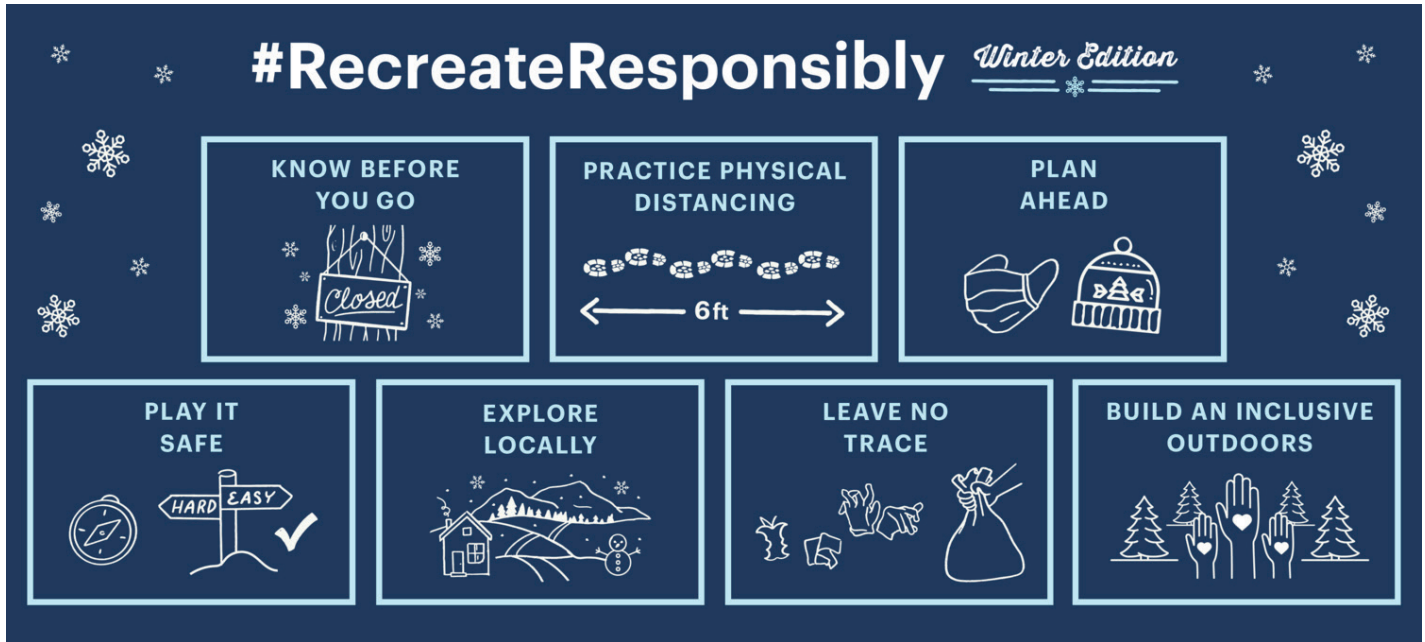 #RecreateResponsibly
Winter Edition
KNOW BEFORE
YOU GO
Closed
PRACTICE PHYSICAL
DISTANCING
6ft
PLAN
AHEAD
PLAY IT
SAFE
HARD
EASY
EXPLORE
LOCALLY
LEAVE NO
TRACE
BUILD AN INCLUSIVE
OUTDOORS